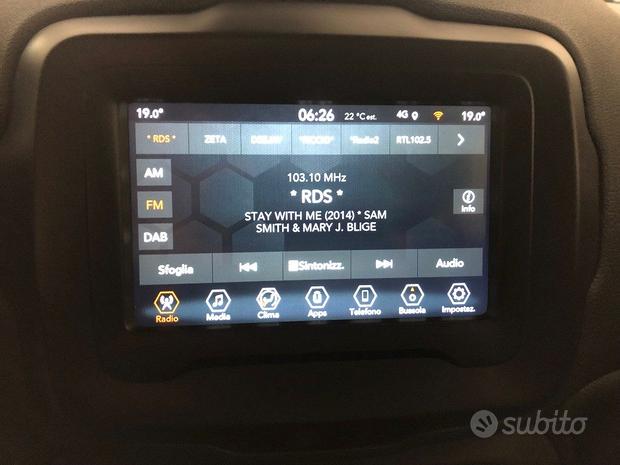 19.0° 06:26 22 °C est. 4G 19.0°
* RDS * ZETA DEEJAY *RICCIO* *Radio2 RTL102.5 >
AM
103.10 MHz
FM
* RDS *
Info
STAY WITH ME (2014) * SAM
SMITH & MARY J. BLIGE
DAB
Sfoglia Sintonizz. Audio
Radio Media Clima Apps Telefono Bussola Impostaz.
subito